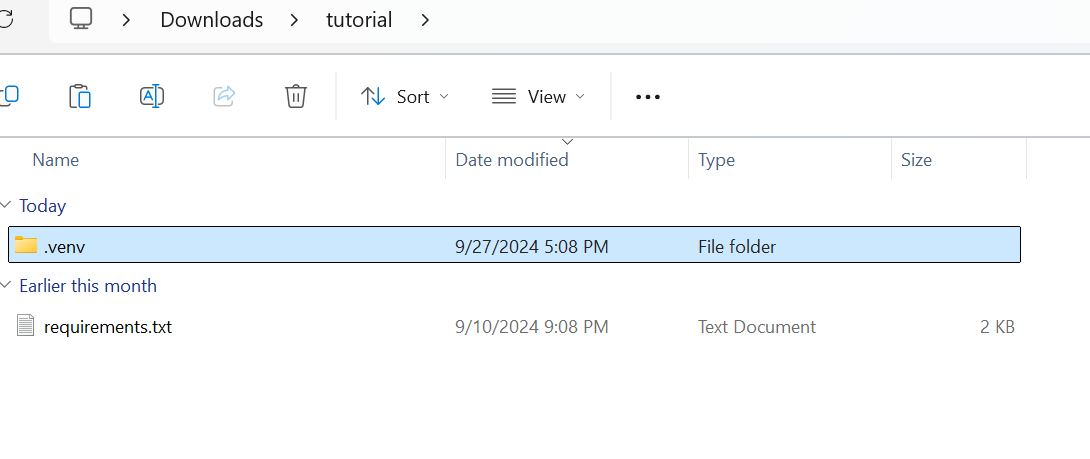 Downloads tutorial
Sort View
Name Date modified Type Size
Today
.venv 9/27/2024 5:08 PM File folder
Earlier this month
requirements.txt 9/10/2024 9:08 PM Text Document 2 KB